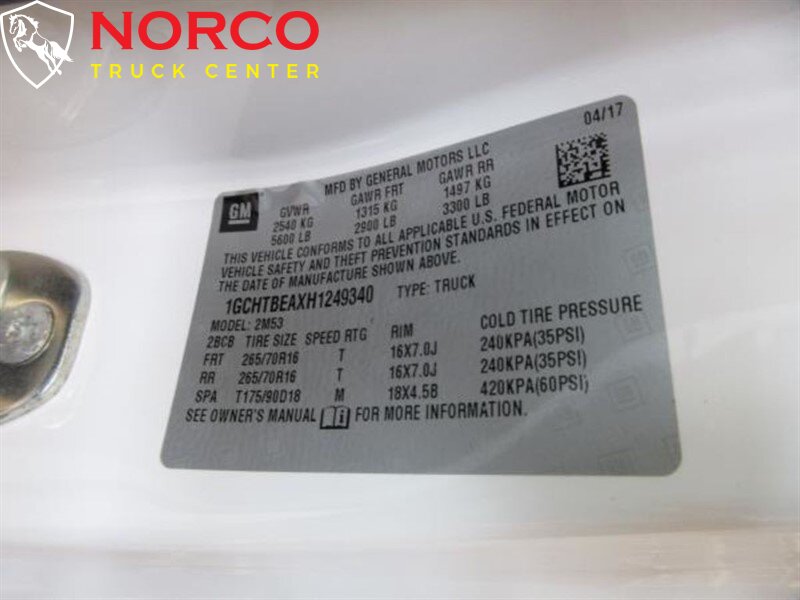 NORCO
TRUCK CENTER
04/17
MFD BY GENERAL MOTORS LLC
GM
GVWR GAWR FRT GAWR RR
2540 KG 1315 KG 1497 KG
5600 LB 2900 LB 3300 LB
THIS VEHICLE CONFORMS TO ALL APPLICABLE U.S. FEDERAL MOTOR
VEHICLE SAFETY AND THEFT PREVENTION STANDARDS IN EFFECT ON
THE DATE OF MANUFACTURE SHOWN ABOVE.
1GCHTBEAXH1249340 TYPE: TRUCK
MODEL: 2M53
2BCB TIRE SIZE SPEED RTG RIM COLD TIRE PRESSURE
FRT 265/70R16 T 16X7.0J 240KPA(35PSI)
RR 265/70R16 T 16X7.0J 240KPA(35PSI)
SPA T175/90D18 M 18X4.5B 420KPA(60PSI)
SEE OWNER'S MANUAL i FOR MORE INFORMATION.